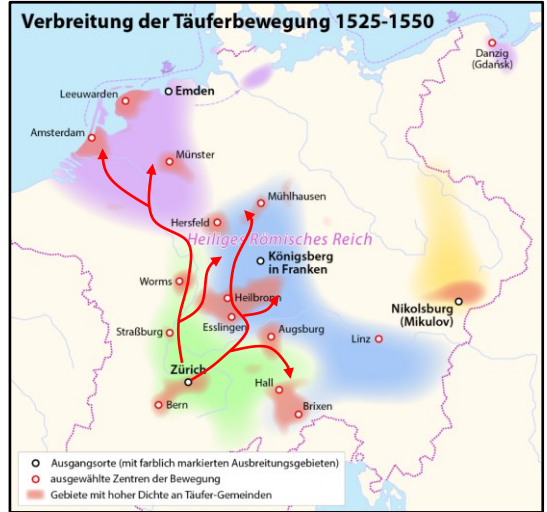 Verbreitung der Täuferbewegung 1525-1550
Danzig
(Gdańsk)
Leeuwarden
Emden
Amsterdam
Münster
Mühlhausen
Hersfeld
Heiliges Römisches Reich
Königsberg
in Franken
Worms
Heilbronn
Nikolsburg
(Mikulov)
Straßburg
Esslingen
Augsburg
Linz
Zürich
Hall
Bern
Brixen
Ausgangsorte (mit farblich markierten Ausbreitungsgebieten)
ausgewählte Zentren der Bewegung
Gebiete mit hoher Dichte an Täufer-Gemeinden